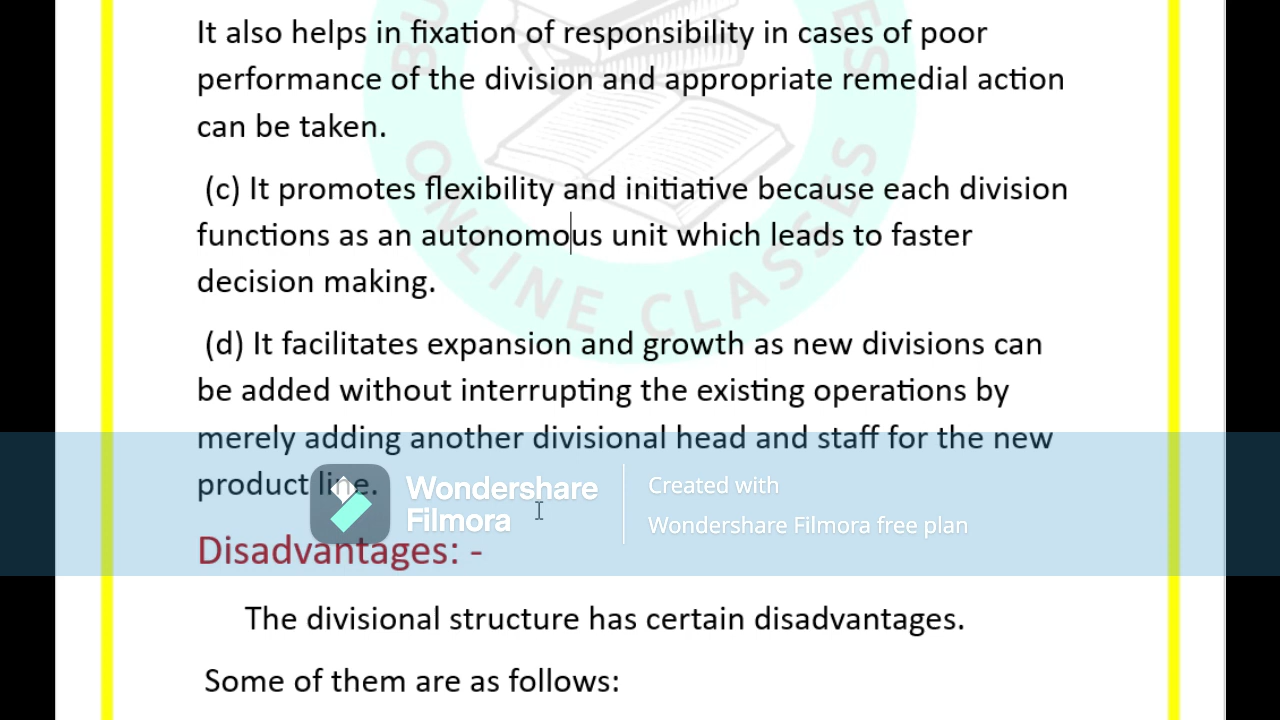 It also helps in fixation of responsibility in cases of poor
performance of the division and appropriate remedial action
can be taken.
(c) It promotes flexibility and initiative because each division
functions as an autonomous unit which leads to faster
decision making.
(d) It facilitates expansion and growth as new divisions can
be added without interrupting the existing operations by
merely adding another divisional head and staff for the new
product line.
Wondershare
Filmora
Created with
Wondershare Filmora free plan
Disadvantages: -
The divisional structure has certain disadvantages.
Some of them are as follows:
ONLINE CLASSES